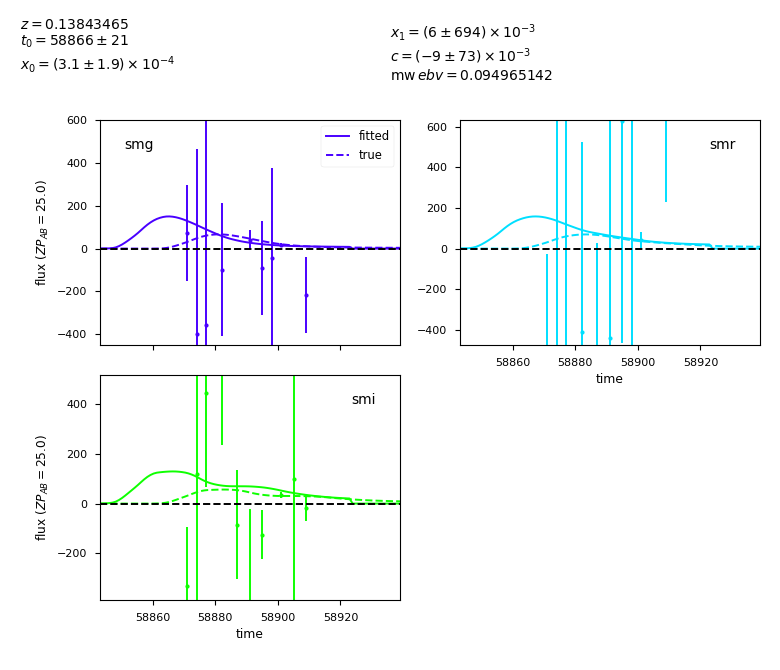 z = 0.13843465
t₀ = 58866 ± 21
x₀ = (3.1 ± 1.9) × 10⁻⁴
x₁ = (6 ± 694) × 10⁻³
c = (−9 ± 73) × 10⁻³
mw ebv = 0.094965142
600
400
200
0
−200
−400
flux (ZP_AB = 25.0)
smg
fitted
true
600
400
200
0
−200
−400
smr
58860
58880
58900
58920
time
400
200
0
−200
flux (ZP_AB = 25.0)
smi
58860
58880
58900
58920
time